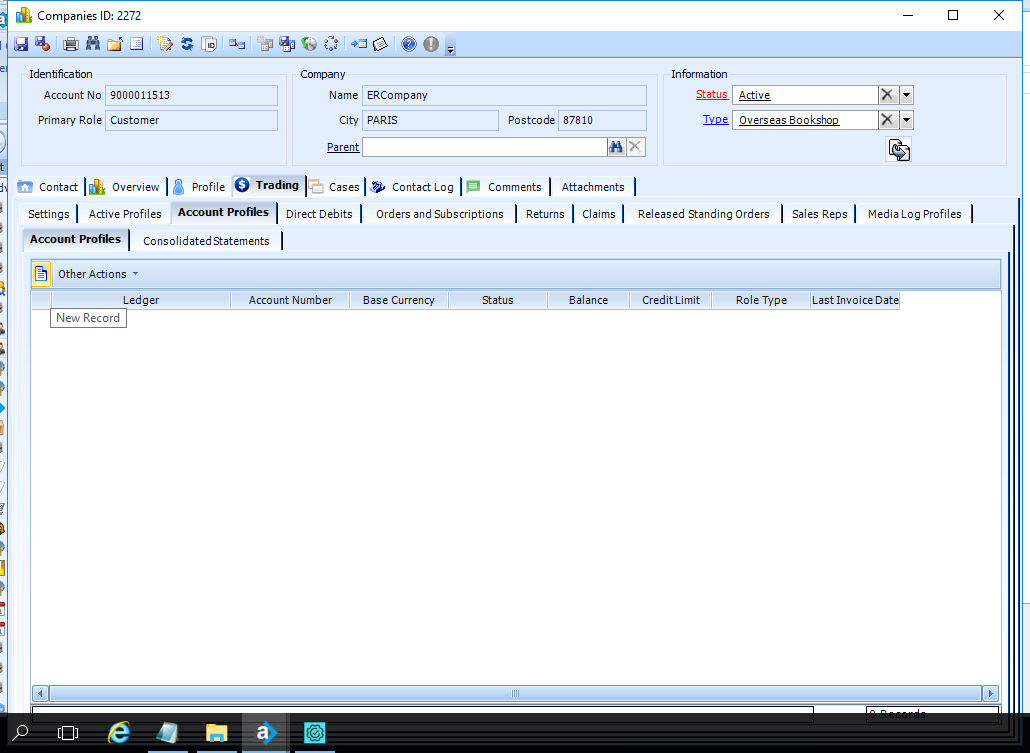 Companies ID: 2272
Identification
Account No 9000011513
Primary Role Customer
Company
Name ERCompany
City PARIS Postcode 87810
Parent
Information
Status Active
Type Overseas Bookshop
Contact Overview Profile Trading Cases Contact Log Comments Attachments
Settings Active Profiles Account Profiles Direct Debits Orders and Subscriptions Returns Claims Released Standing Orders Sales Reps Media Log Profiles
Account Profiles Consolidated Statements
Other Actions
Ledger Account Number Base Currency Status Balance Credit Limit Role Type Last Invoice Date
New Record
0 Records